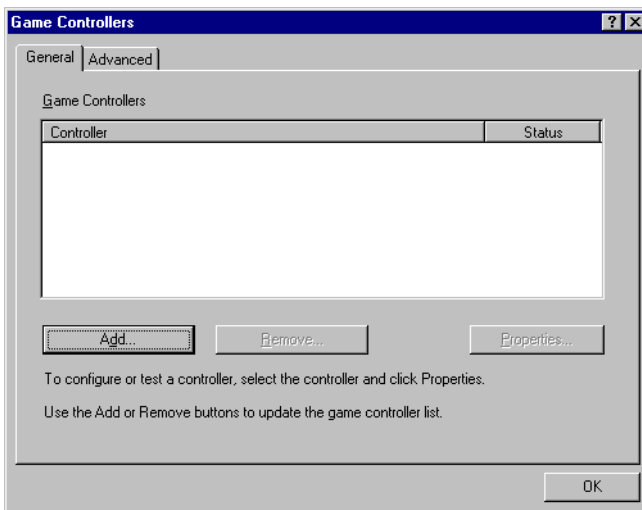 Game Controllers
General Advanced
Game Controllers
Controller Status
Add... Remove... Properties...
To configure or test a controller, select the controller and click Properties.
Use the Add or Remove buttons to update the game controller list.
OK